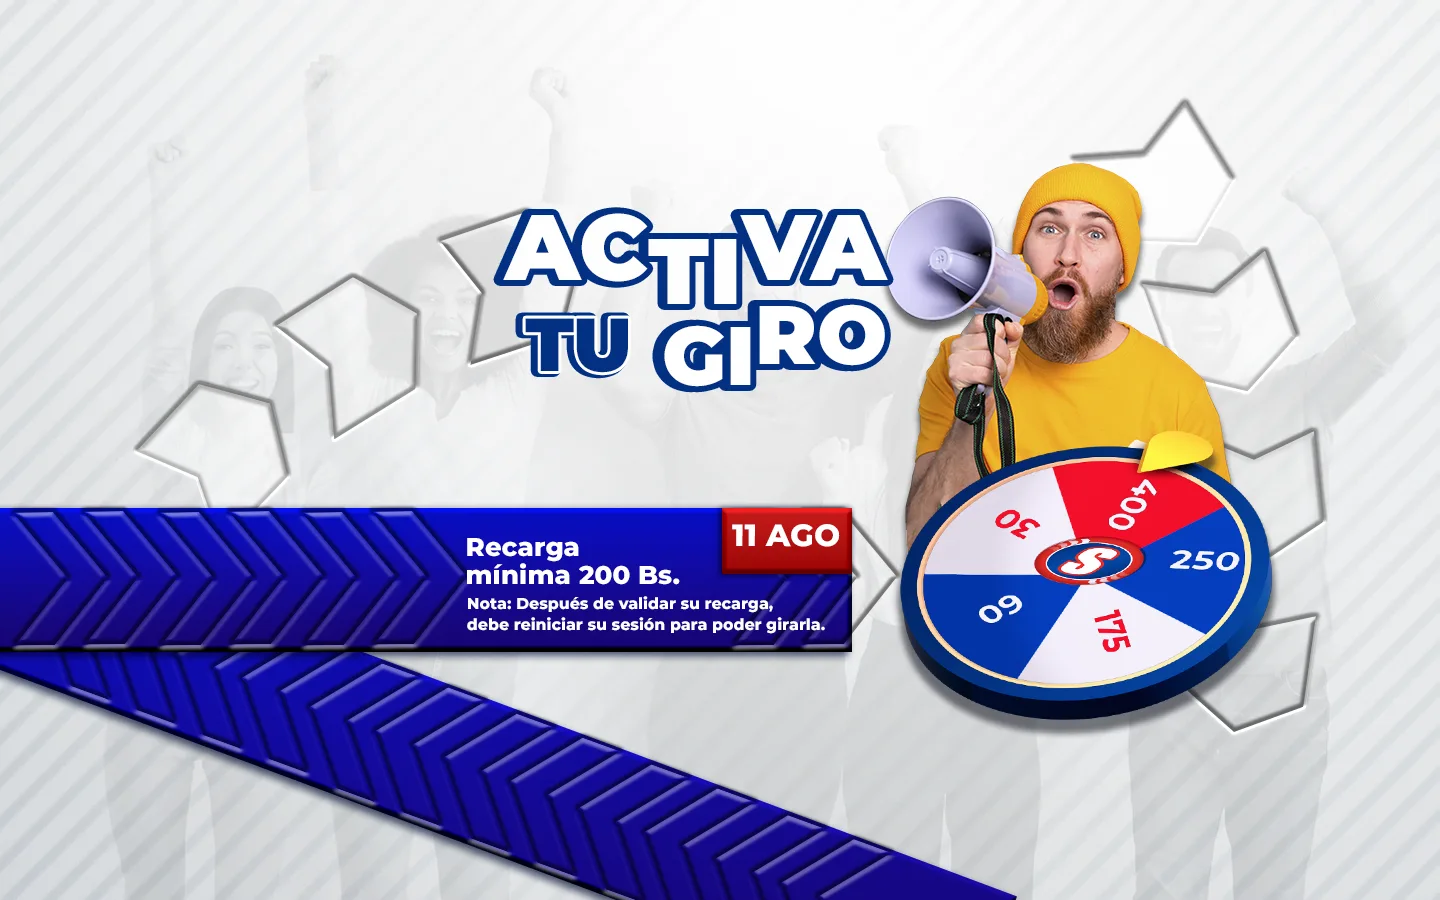 ACTIVA
TU GIRO
11 AGO
Recarga
mínima 200 Bs.
Nota: Después de validar su recarga,
debe reiniciar su sesión para poder girarla.
400
30
250
60
175
S